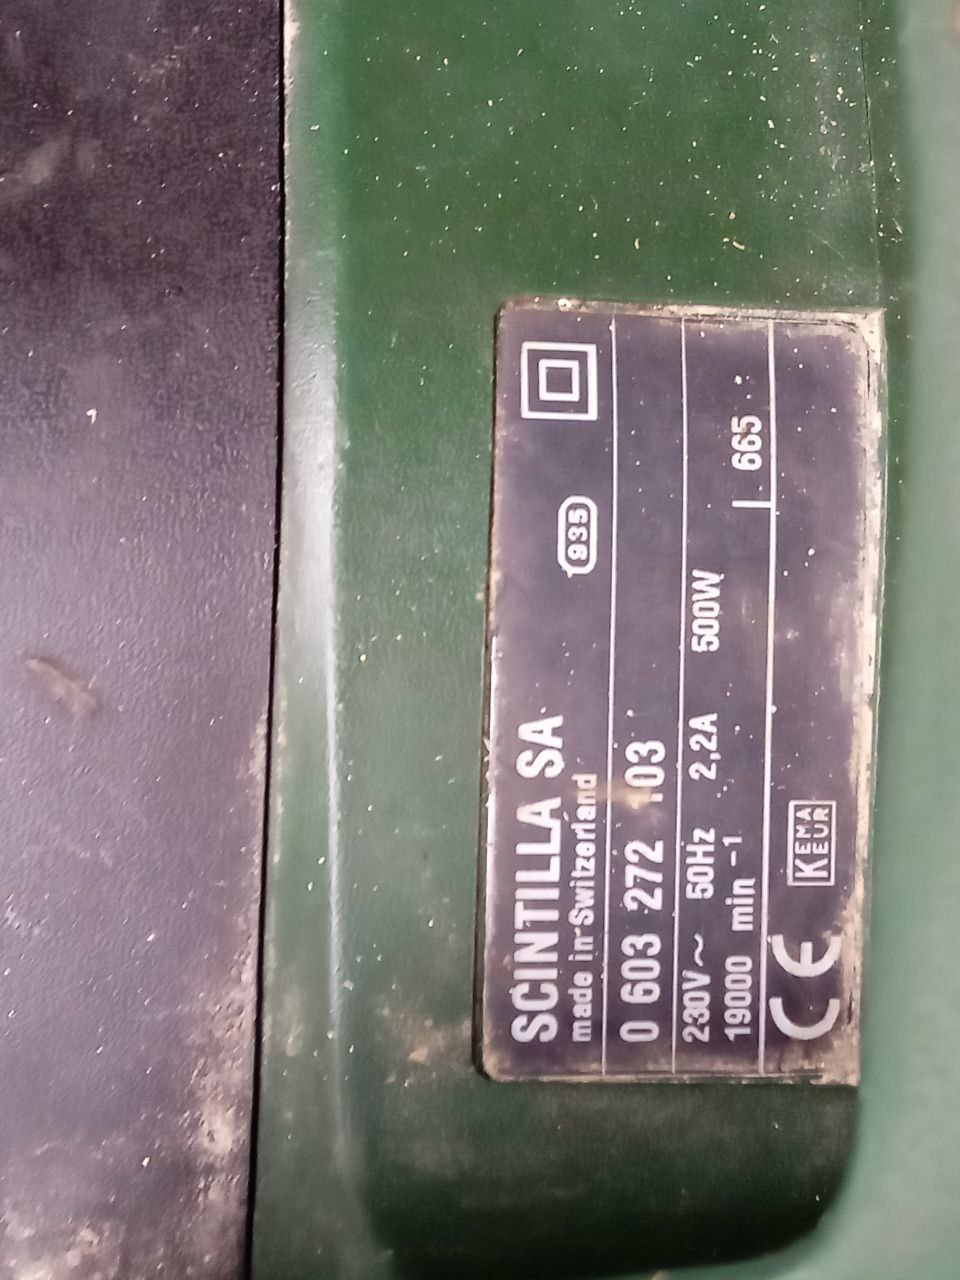 SCINTILLA SA
made in Switzerland 935
0 603 272 103
230V~ 50Hz 2,2A 500W
19000 min -1 665
CE KEMA KEUR